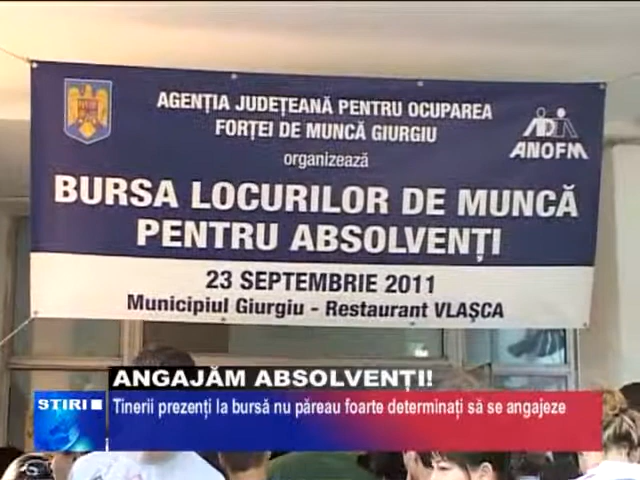 AGENȚIA JUDEȚEANĂ PENTRU OCUPAREA
FORȚEI DE MUNCĂ GIURGIU
organizează
ANOFM
BURSA LOCURILOR DE MUNCĂ
PENTRU ABSOLVENȚI
23 SEPTEMBRIE 2011
Municipiul Giurgiu - Restaurant VLAȘCA
ANGAJĂM ABSOLVENȚI!
STIRI
Tinerii prezenți la bursă nu păreau foarte determinați să se angajeze